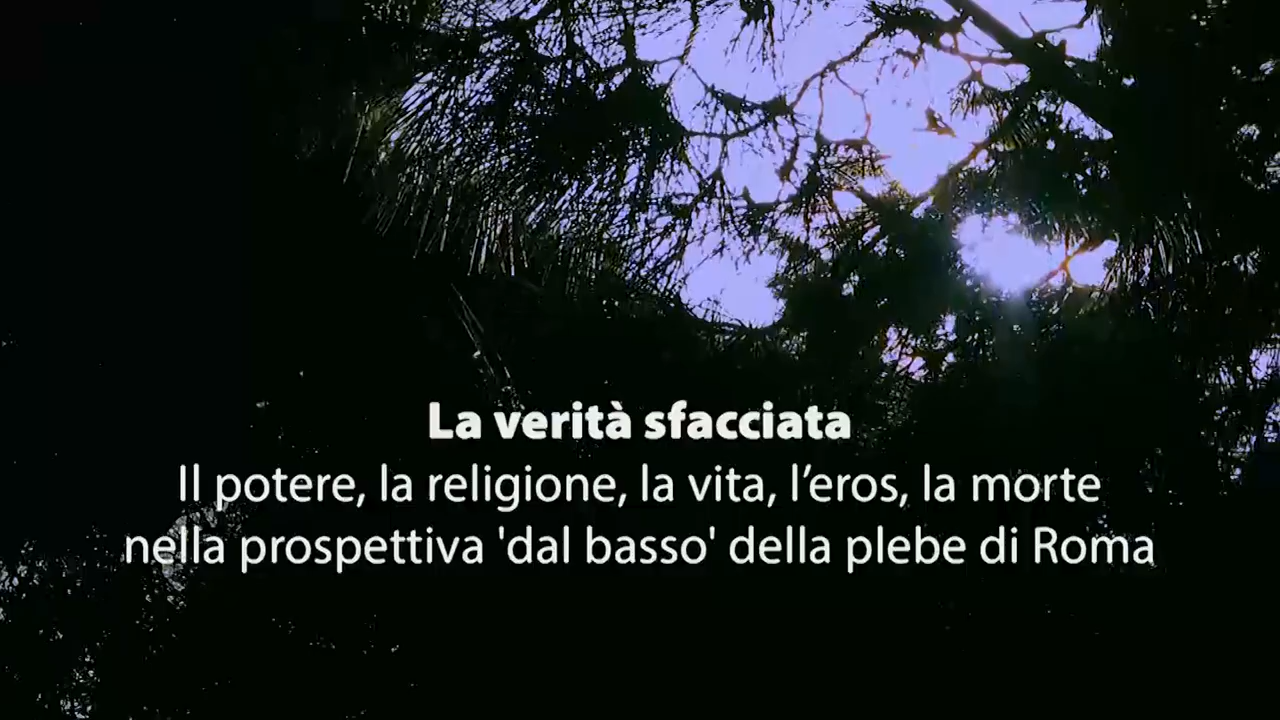 La verità sfacciata
Il potere, la religione, la vita, l’eros, la morte
nella prospettiva 'dal basso' della plebe di Roma